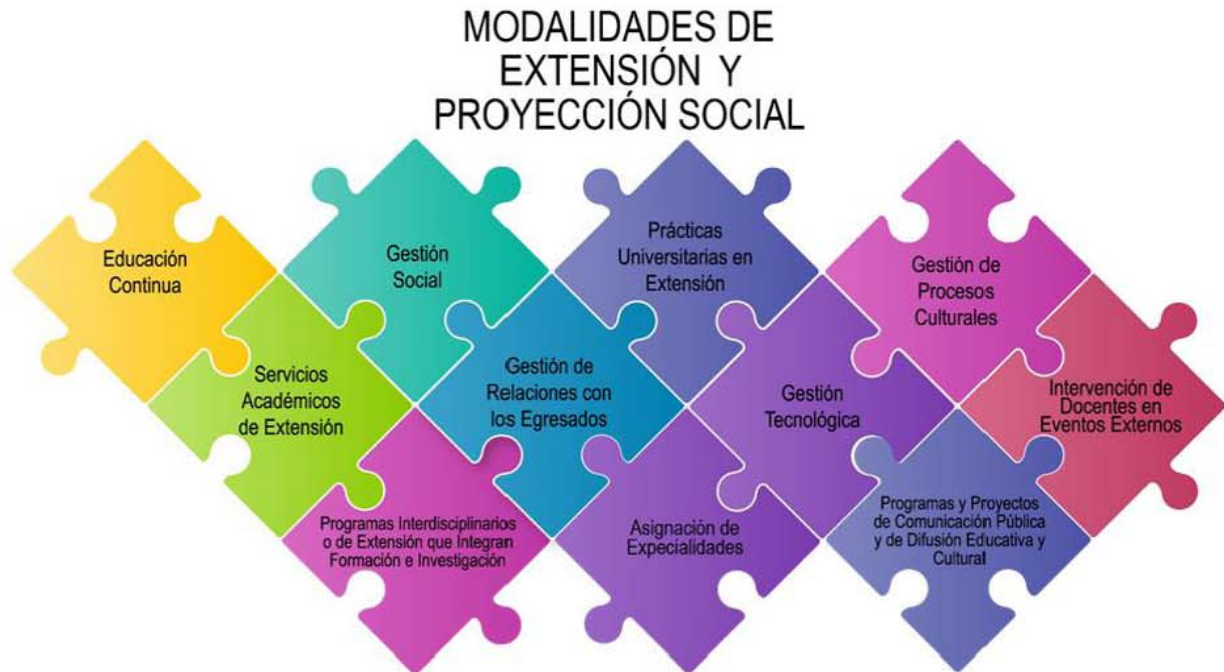 MODALIDADES DE
EXTENSIÓN Y
PROYECCIÓN SOCIAL
Educación
Continua
Gestión
Social
Prácticas
Universitarias en
Extensión
Gestión de
Procesos
Culturales
Servicios
Académicos
de Extensión
Gestión de
Relaciones con
los Egresados
Gestión
Tecnológica
Intervención de
Docentes en
Eventos Externos
Programas Interdisciplinarios
o de Extensión que Integran
Formación e Investigación
Asignación de
Expecialidades
Programas y Proyectos
de Comunicación Pública
y de Difusión Educativa y
Cultural